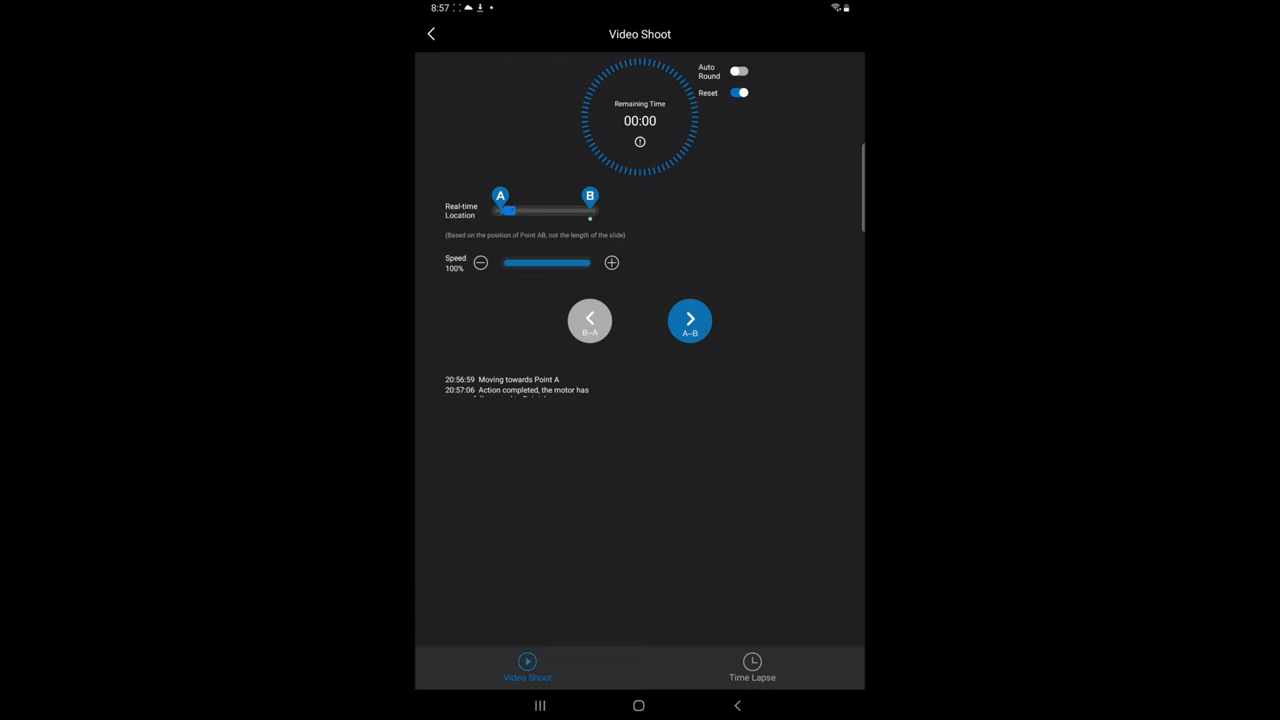 8:57
Video Shoot
Auto
Round
Reset
Remaining Time
00:00
A
B
Real-time
Location
(Based on the position of Point AB, not the length of the slide)
Speed
100%
B–A
A–B
20:56:59 Moving towards Point A
20:57:06 Action completed, the motor has
Video Shoot
Time Lapse